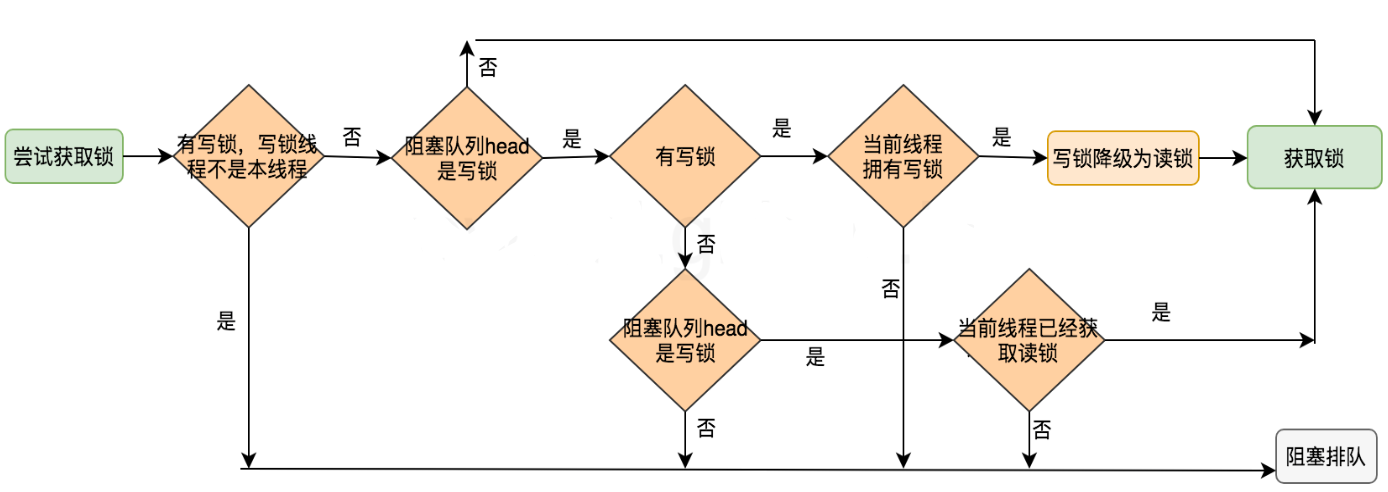 否
尝试获取锁
有写锁，写锁线
程不是本线程
否
阻塞队列head
是写锁
是
有写锁
是
当前线程
拥有写锁
是
写锁降级为读锁
获取锁
否
是
否
阻塞队列head
是写锁
是
当前线程已经获
取读锁
是
否
否
阻塞排队